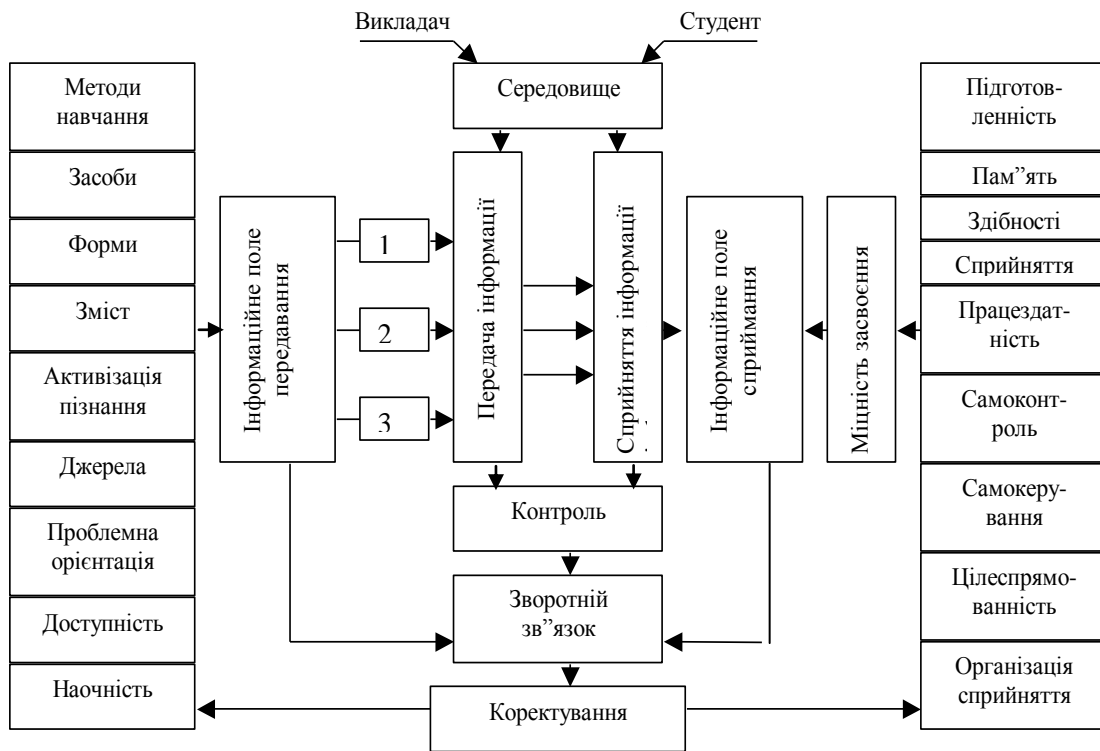 Викладач
Студент
Середовище
Методи
навчання
Засоби
Форми
Зміст
Активізація
пізнання
Джерела
Проблемна
орієнтація
Доступність
Наочність
Інформаційне поле
передавання
1
2
3
Передача інформації
Сприйняття інформації
Інформаційне поле
сприймання
Міцність засвоєння
Підготов-
ленність
Пам”ять
Здібності
Сприйняття
Працездат-
ність
Самоконт-
роль
Самокеру-
вання
Цілеспрямо-
ванність
Організація
сприйняття
Контроль
Зворотній
зв”язок
Коректування